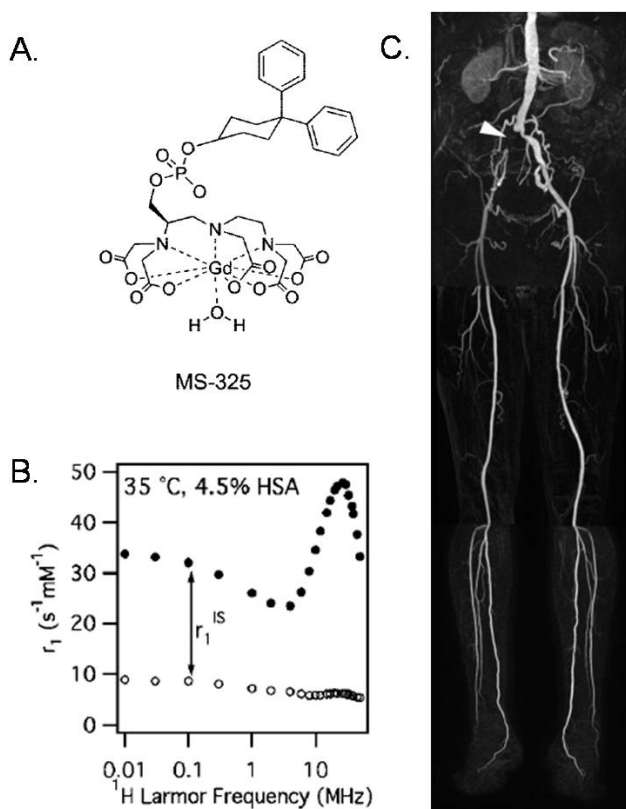 A.
C.
O O
P
O O
N N N
O O Gd O O
O O O O O O
H O H
MS-325
B.
35 °C, 4.5% HSA
r₁ (s⁻¹mM⁻¹)
50
40
30
20
10
0
r₁ᴵˢ
0.01 0.1 1 10
¹H Larmor Frequency (MHz)